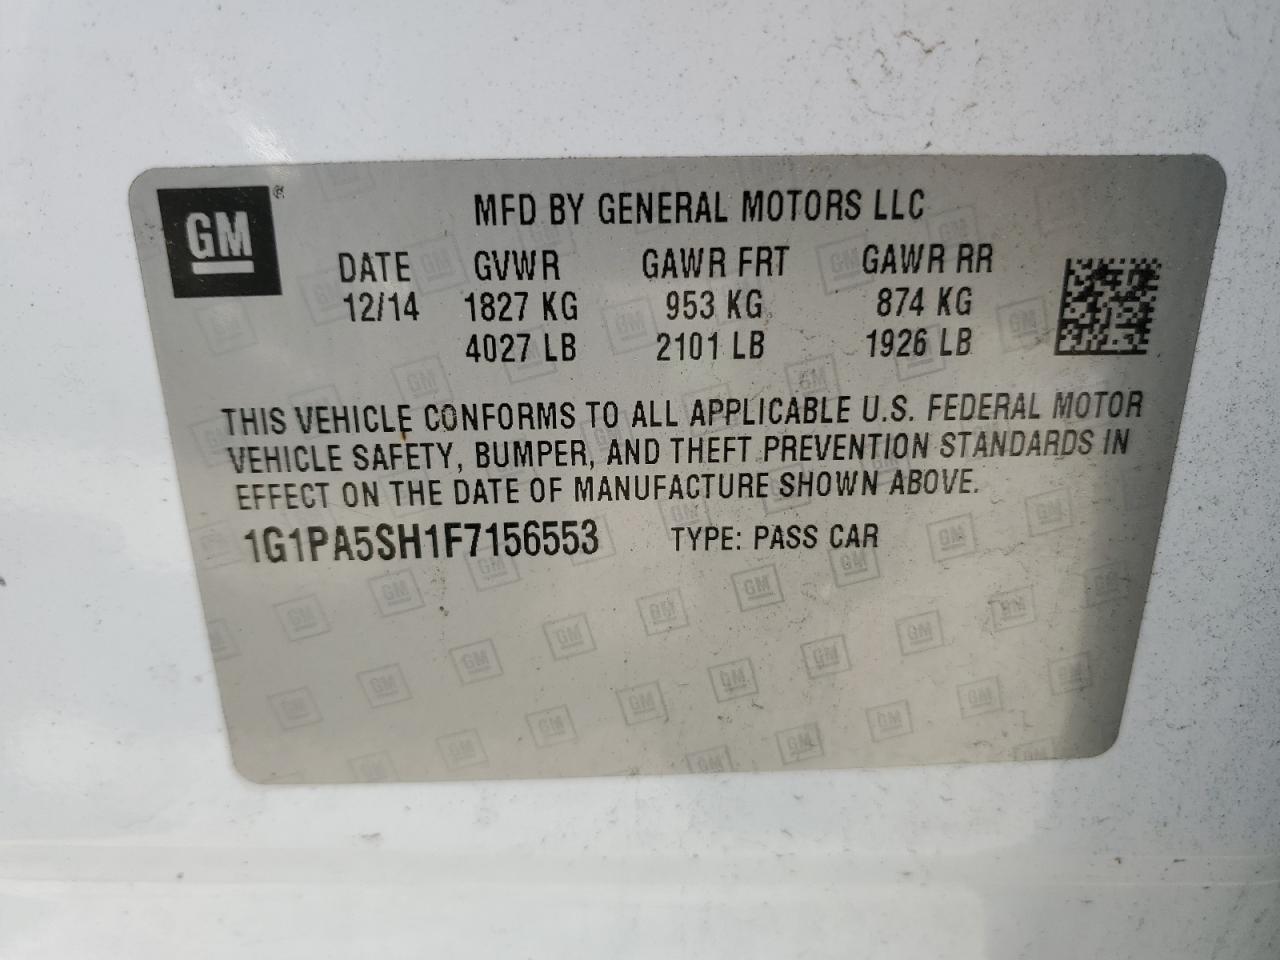 GM®
MFD BY GENERAL MOTORS LLC
DATE GVWR GAWR FRT GAWR RR
12/14 1827 KG 953 KG 874 KG
4027 LB 2101 LB 1926 LB
THIS VEHICLE CONFORMS TO ALL APPLICABLE U.S. FEDERAL MOTOR
VEHICLE SAFETY, BUMPER, AND THEFT PREVENTION STANDARDS IN
EFFECT ON THE DATE OF MANUFACTURE SHOWN ABOVE.
1G1PA5SH1F7156553 TYPE: PASS CAR